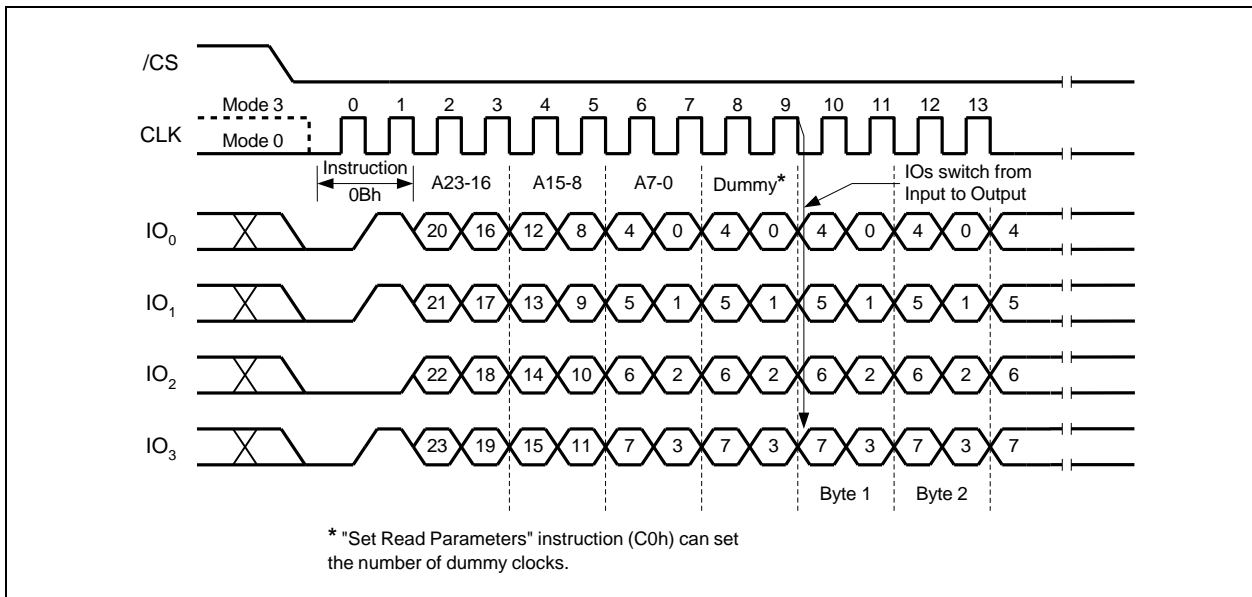 /CS
Mode 3 0 1 2 3 4 5 6 7 8 9 10 11 12 13
CLK
Mode 0
Instruction A23-16 A15-8 A7-0 Dummy* IOs switch from
0Bh Input to Output
IO0 20 16 12 8 4 0 4 0 4 0 4 0 4
IO1 21 17 13 9 5 1 5 1 5 1 5 1 5
IO2 22 18 14 10 6 2 6 2 6 2 6 2 6
IO3 23 19 15 11 7 3 7 3 7 3 7 3 7
Byte 1 Byte 2
* "Set Read Parameters" instruction (C0h) can set
the number of dummy clocks.